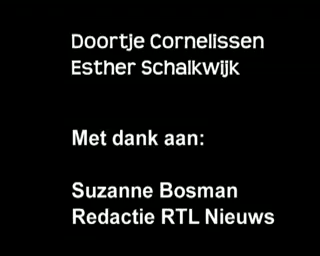 Doortje Cornelissen
Esther Schalkwijk
Met dank aan:
Suzanne Bosman
Redactie RTL Nieuws